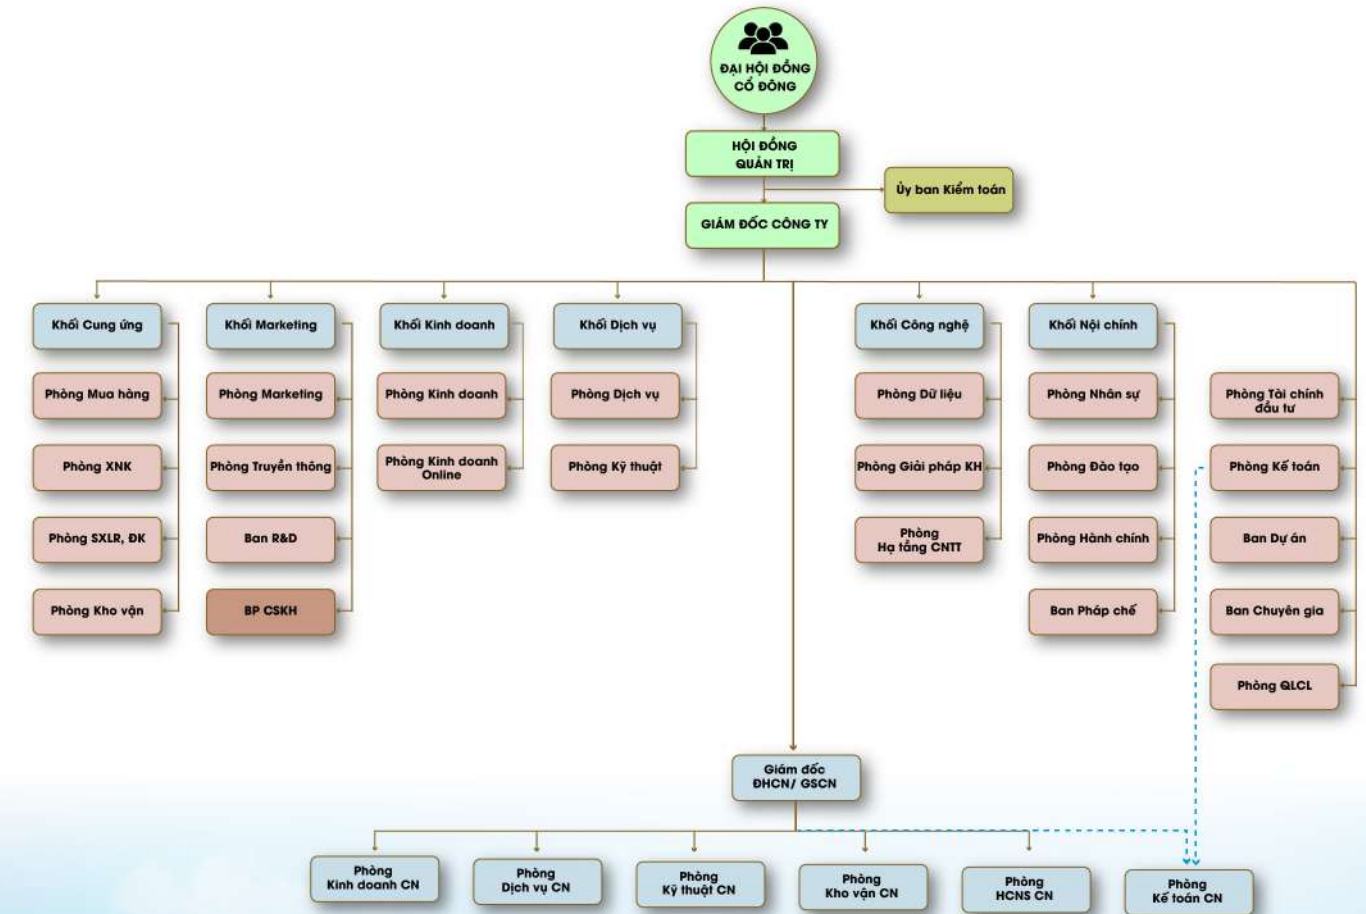 ĐẠI HỘI ĐỒNG
CỔ ĐÔNG
HỘI ĐỒNG
QUẢN TRỊ
Ủy ban Kiểm toán
GIÁM ĐỐC CÔNG TY
Khối Cung ứng
Khối Marketing
Khối Kinh doanh
Khối Dịch vụ
Khối Công nghệ
Khối Nội chính
Phòng Mua hàng
Phòng Marketing
Phòng Kinh doanh
Phòng Dịch vụ
Phòng Dữ liệu
Phòng Nhân sự
Phòng Tài chính
đầu tư
Phòng XNK
Phòng Truyền thông
Phòng Kinh doanh
Online
Phòng Kỹ thuật
Phòng Giải pháp KH
Phòng Đào tạo
Phòng Kế toán
Phòng SXLR, ĐK
Ban R&D
Phòng
Hạ tầng CNTT
Phòng Hành chính
Ban Dự án
Phòng Kho vận
BP CSKH
Ban Pháp chế
Ban Chuyên gia
Phòng QLCL
Giám đốc
ĐHCN/ GSCN
Phòng
Kinh doanh CN
Phòng
Dịch vụ CN
Phòng
Kỹ thuật CN
Phòng
Kho vận CN
Phòng
HCNS CN
Phòng
Kế toán CN